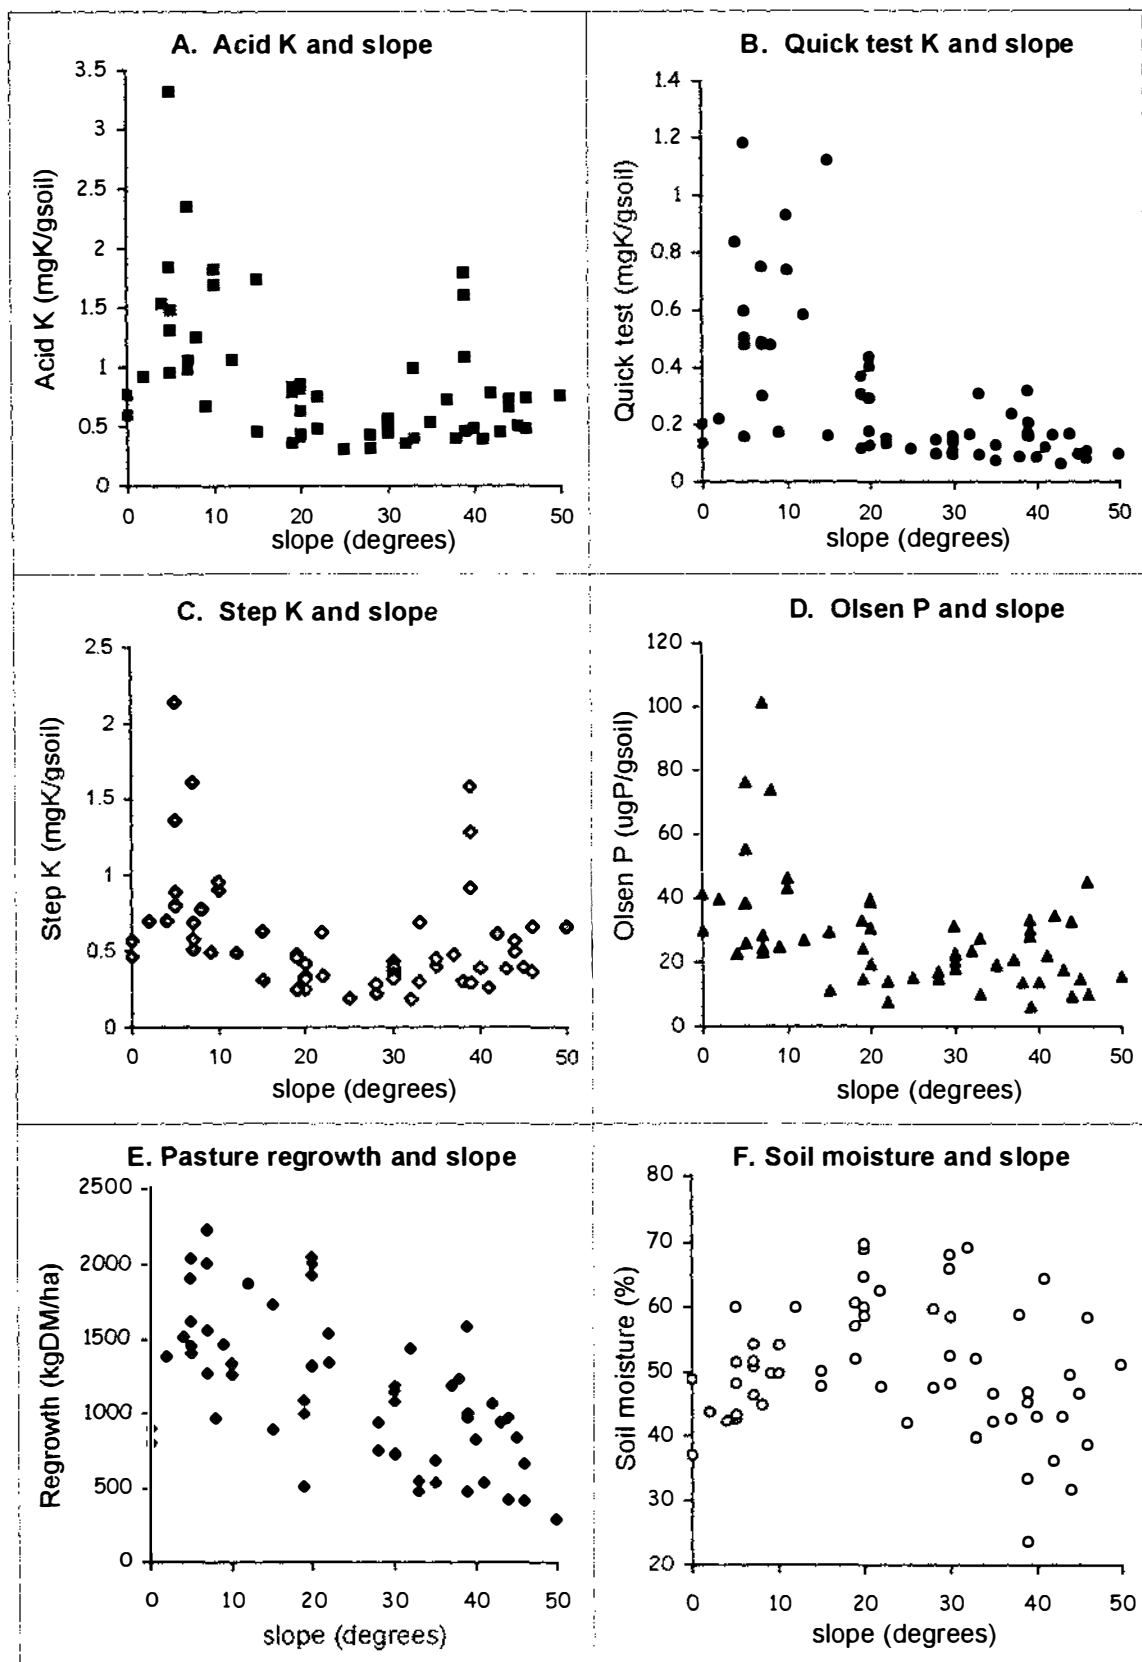 A. Acid K and slope
3.5
3
2.5
2
1.5
1
0.5
0
Acid K (mgK/gsoil)
0 10 20 30 40 50
slope (degrees)
B. Quick test K and slope
1.4
1.2
1
0.8
0.6
0.4
0.2
0
Quick test (mgK/gsoil)
0 10 20 30 40 50
slope (degrees)
C. Step K and slope
2.5
2
1.5
1
0.5
0
Step K (mgK/gsoil)
0 10 20 30 40 50
slope (degrees)
D. Olsen P and slope
120
100
80
60
40
20
0
Olsen P (ugP/gsoil)
0 10 20 30 40 50
slope (degrees)
E. Pasture regrowth and slope
2500
2000
1500
1000
500
0
Regrowth (kgDM/ha)
0 10 20 30 40 50
slope (degrees)
F. Soil moisture and slope
80
70
60
50
40
30
20
Soil moisture (%)
0 10 20 30 40 50
slope (degrees)